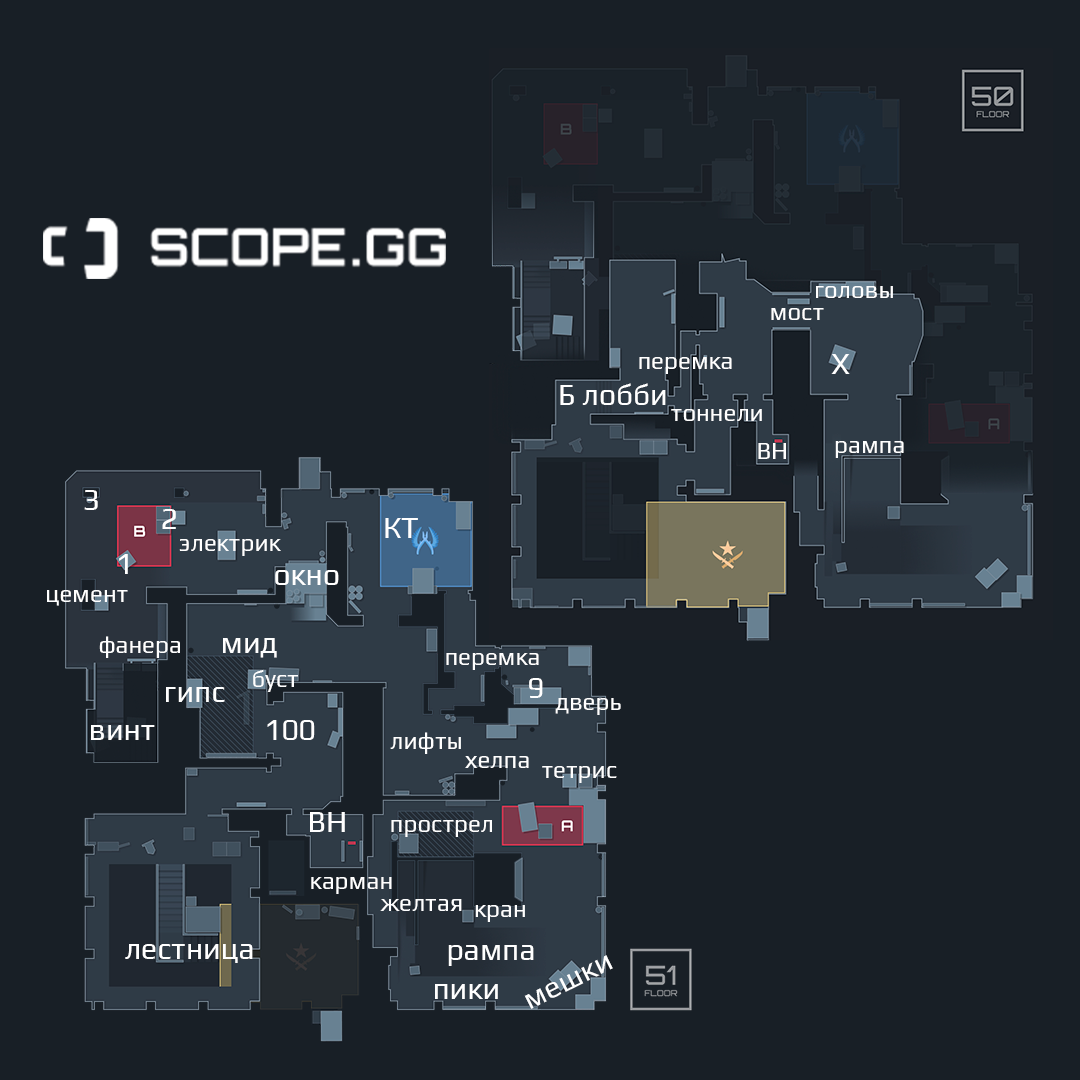 50
FLOOR
B
SCOPE.GG
головы
мост
перемка
X
Б лобби
тоннели
A
ВН
рампа
3
B
2
КТ
электрик
1
окно
цемент
фанера
мид
перемка
буст
9
гипс
дверь
винт
100
лифты
хелпа
тетрис
ВН
прострел
A
карман
желтая
кран
лестница
рампа
мешки
пики
51
FLOOR